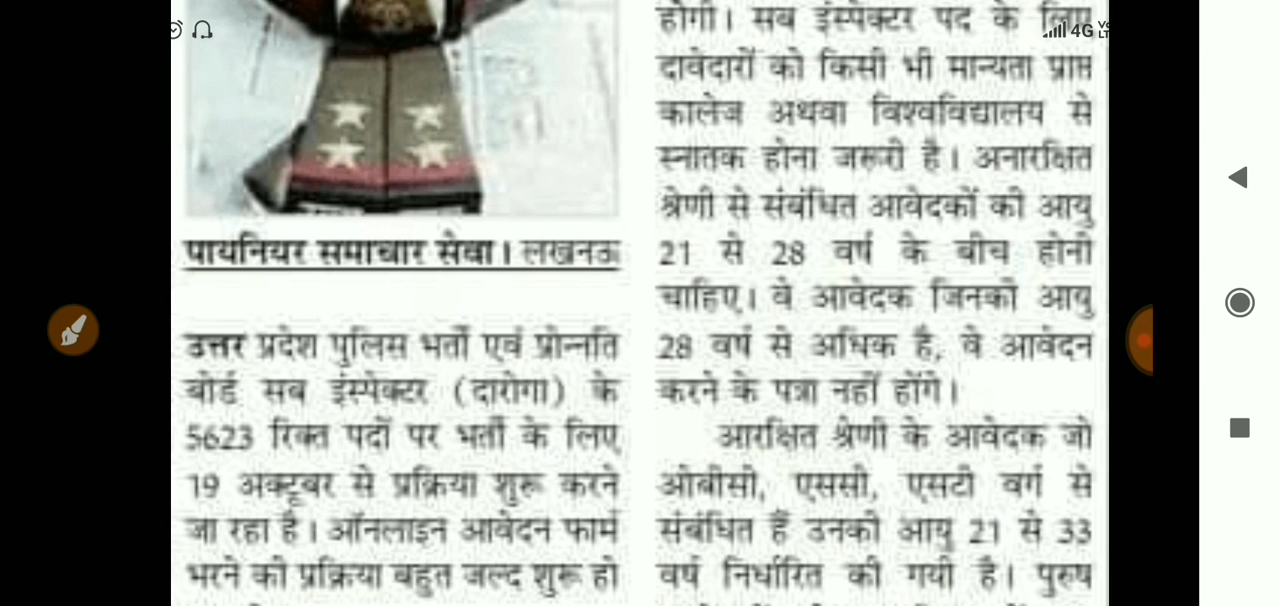 पायनियर समाचार सेवा। लखनऊ
उत्तर प्रदेश पुलिस भर्ती एवं प्रोन्नति
बोर्ड सब इंस्पेक्टर (दारोगा) के
5623 रिक्त पदों पर भर्ती के लिए
19 अक्टूबर से प्रक्रिया शुरू करने
जा रहा है। ऑनलाइन आवेदन फार्म
भरने की प्रक्रिया बहुत जल्द शुरू हो
होगी। सब इंस्पेक्टर पद के लिए
4G
दावेदारों को किसी भी मान्यता प्राप्त
कालेज अथवा विश्वविद्यालय से
स्नातक होना जरूरी है। अनारक्षित
श्रेणी से संबंधित आवेदकों की आयु
21 से 28 वर्ष के बीच होनी
चाहिए। वे आवेदक जिनकी आयु
28 वर्ष से अधिक है, वे आवेदन
करने के पत्रा नहीं होंगे।
आरक्षित श्रेणी के आवेदक जो
ओबीसी, एससी, एसटी वर्ग से
संबंधित हैं उनकी आयु 21 से 33
वर्ष निर्धारित की गयी है। पुरुष